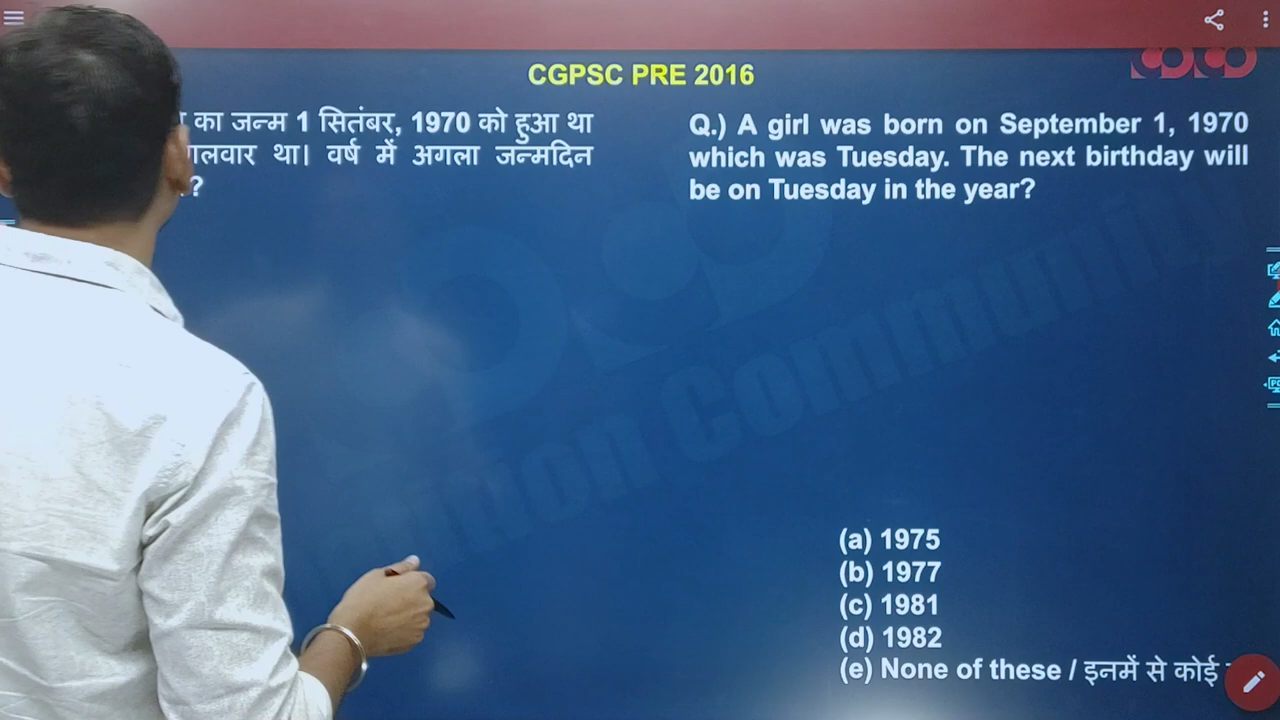 CGPSC PRE 2016
का जन्म 1 सितंबर, 1970 को हुआ था
था। वर्ष में अगला जन्मदिन
?
Q.) A girl was born on September 1, 1970
which was Tuesday. The next birthday will
be on Tuesday in the year?
(a) 1975
(b) 1977
(c) 1981
(d) 1982
(e) None of these / इनमें से कोई
Community